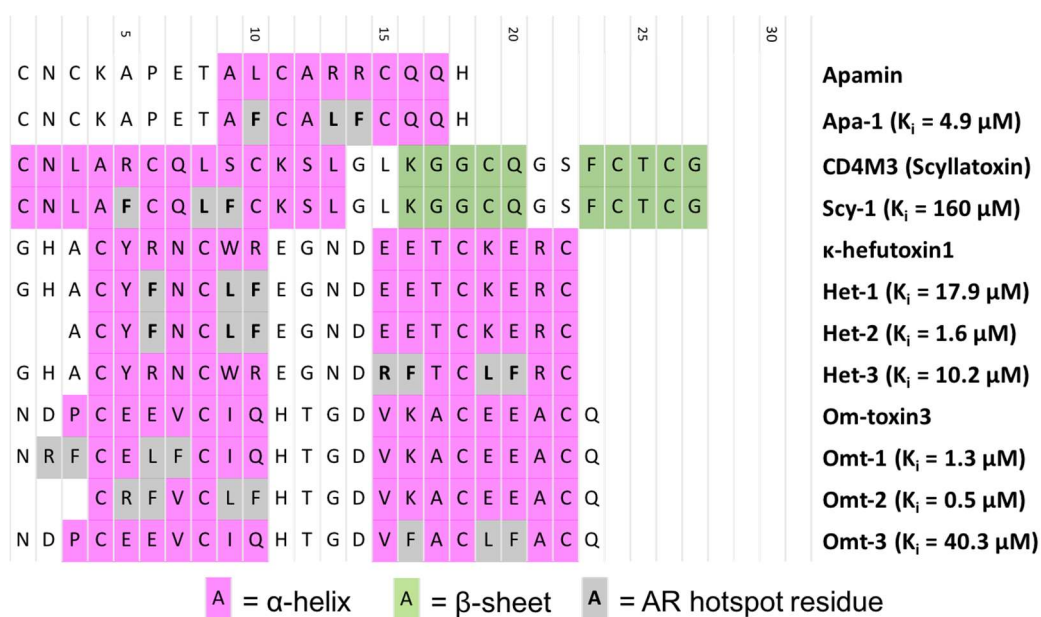 5 10 15 20 25 30
C N C K A P E T A L C A R R C Q Q H Apamin
C N C K A P E T A F C A L F C Q Q H Apa-1 (Kᵢ = 4.9 µM)
C N L A R C Q L S C K S L G L K G G C Q G S F C T C G CD4M3 (Scyllatoxin)
C N L A F C Q L F C K S L G L K G G C Q G S F C T C G Scy-1 (Kᵢ = 160 µM)
G H A C Y R N C W R E G N D E E T C K E R C κ-hefutoxin1
G H A C Y F N C L F E G N D E E T C K E R C Het-1 (Kᵢ = 17.9 µM)
A C Y F N C L F E G N D E E T C K E R C Het-2 (Kᵢ = 1.6 µM)
G H A C Y R N C W R E G N D R F T C L F R C Het-3 (Kᵢ = 10.2 µM)
N D P C E E V C I Q H T G D V K A C E E A C Q Om-toxin3
N R F C E L F C I Q H T G D V K A C E E A C Q Omt-1 (Kᵢ = 1.3 µM)
C R F V C L F H T G D V K A C E E A C Q Omt-2 (Kᵢ = 0.5 µM)
N D P C E E V C I Q H T G D V F A C L F A C Q Omt-3 (Kᵢ = 40.3 µM)
A = α-helix A = β-sheet A = AR hotspot residue